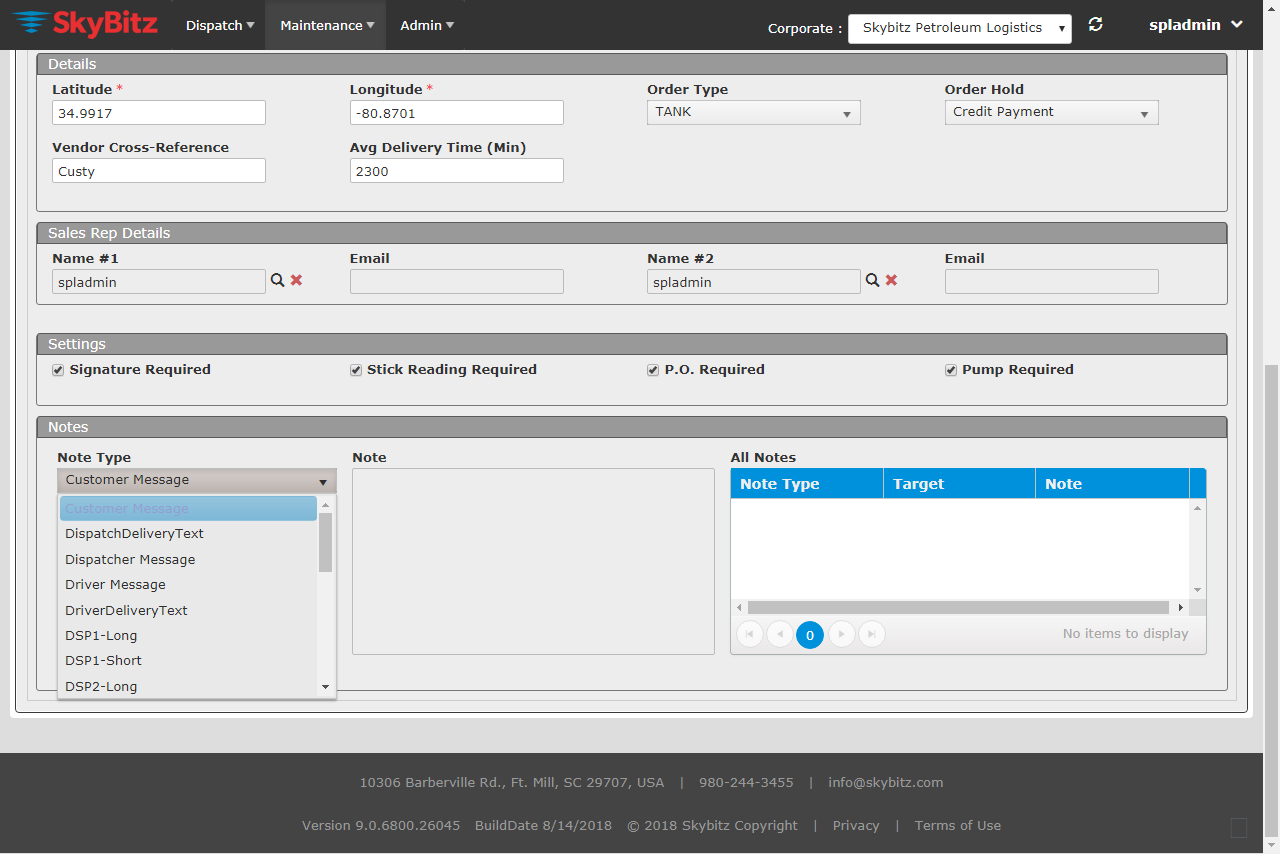 SkyBitz Dispatch Maintenance Admin Corporate : Skybitz Petroleum Logistics spladmin
Details
Latitude * Longitude * Order Type Order Hold
34.9917 -80.8701 TANK Credit Payment
Vendor Cross-Reference Avg Delivery Time (Min)
Custy 2300
Sales Rep Details
Name #1 Email Name #2 Email
spladmin spladmin
Settings
Signature Required Stick Reading Required P.O. Required Pump Required
Notes
Note Type Note All Notes
Customer Message Note Type Target Note
Customer Message
DispatchDeliveryText
Dispatcher Message
Driver Message
DriverDeliveryText
DSP1-Long 0 No items to display
DSP1-Short
DSP2-Long
10306 Barberville Rd., Ft. Mill, SC 29707, USA | 980-244-3455 | info@skybitz.com
Version 9.0.6800.26045 BuildDate 8/14/2018 © 2018 Skybitz Copyright | Privacy | Terms of Use